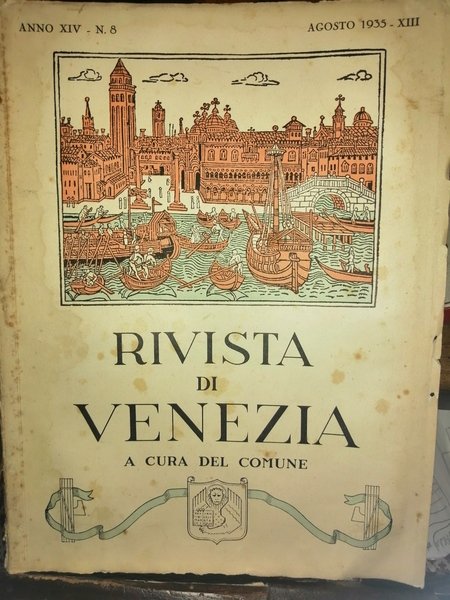 ANNO XIV - N. 8
AGOSTO 1935 - XIII
RIVISTA
DI
VENEZIA
A CURA DEL COMUNE